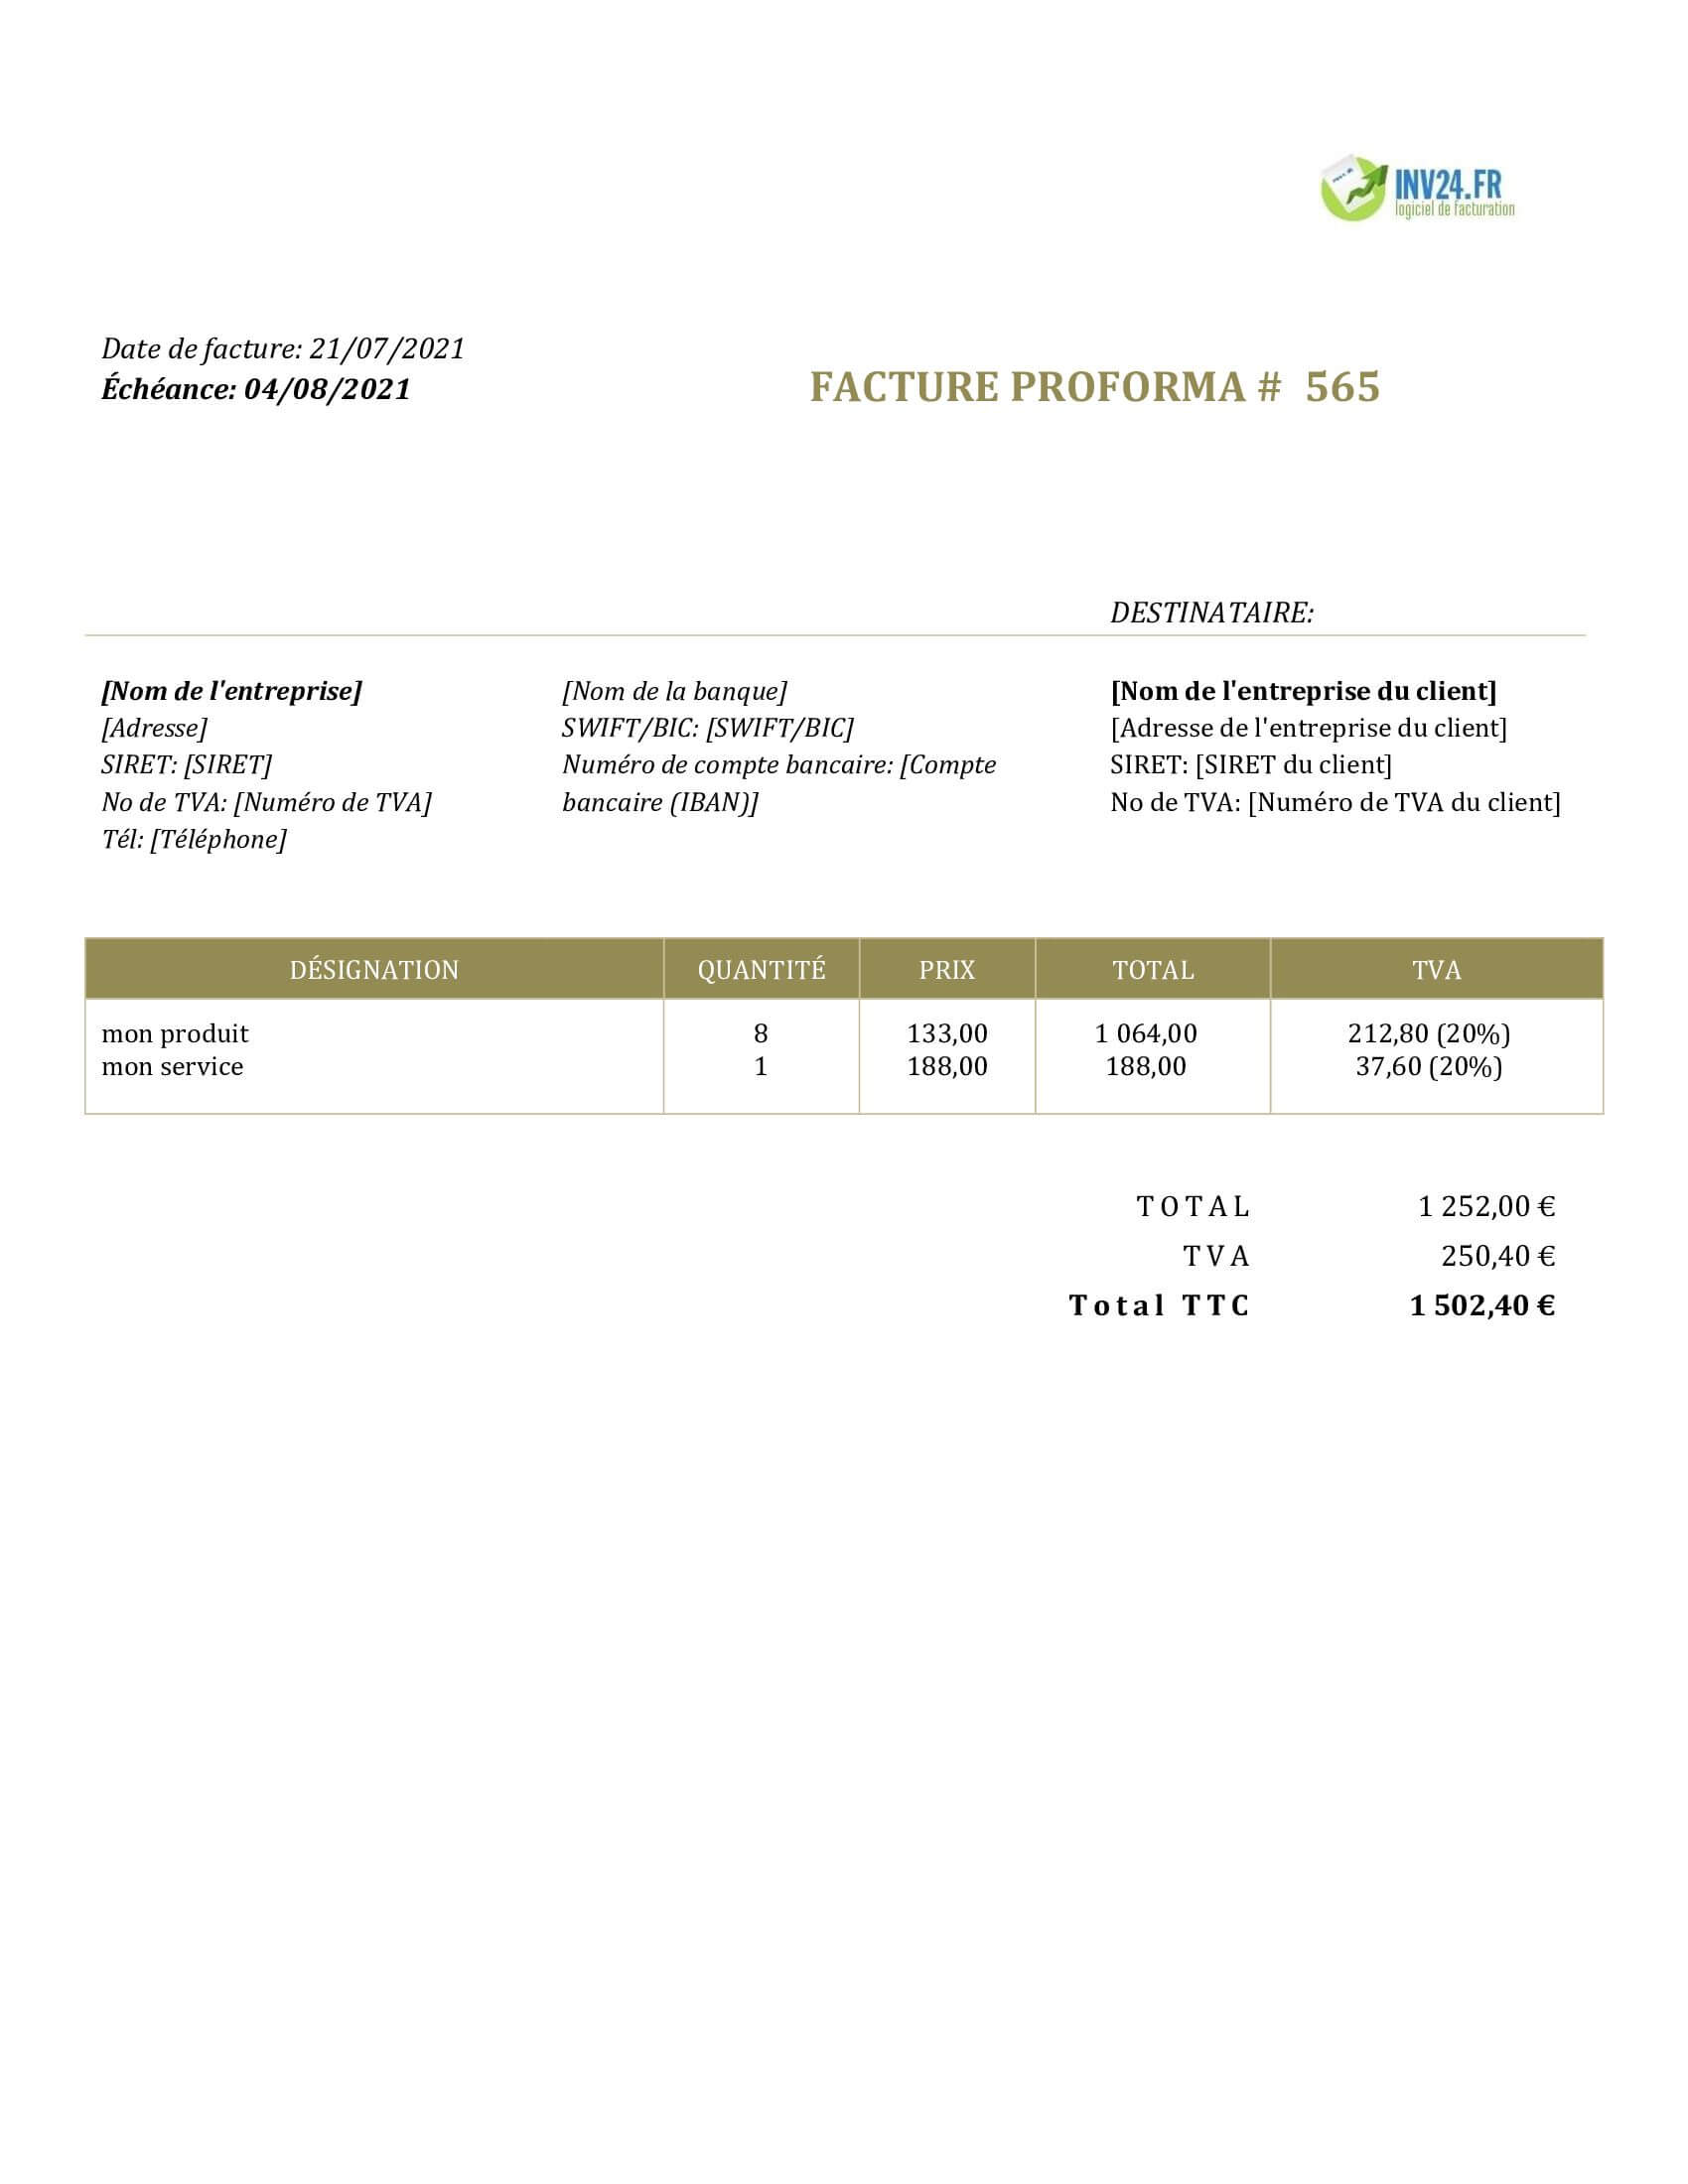 INV24.FR
logiciel de facturation
Date de facture: 21/07/2021
Échéance: 04/08/2021
FACTURE PROFORMA # 565
DESTINATAIRE:
[Nom de l'entreprise]
[Adresse]
SIRET: [SIRET]
No de TVA: [Numéro de TVA]
Tél: [Téléphone]
[Nom de la banque]
SWIFT/BIC: [SWIFT/BIC]
Numéro de compte bancaire: [Compte
bancaire (IBAN)]
[Nom de l'entreprise du client]
[Adresse de l'entreprise du client]
SIRET: [SIRET du client]
No de TVA: [Numéro de TVA du client]
DÉSIGNATION QUANTITÉ PRIX TOTAL TVA
mon produit 8 133,00 1 064,00 212,80 (20%)
mon service 1 188,00 188,00 37,60 (20%)
TOTAL 1 252,00 €
TVA 250,40 €
Total TTC 1 502,40 €